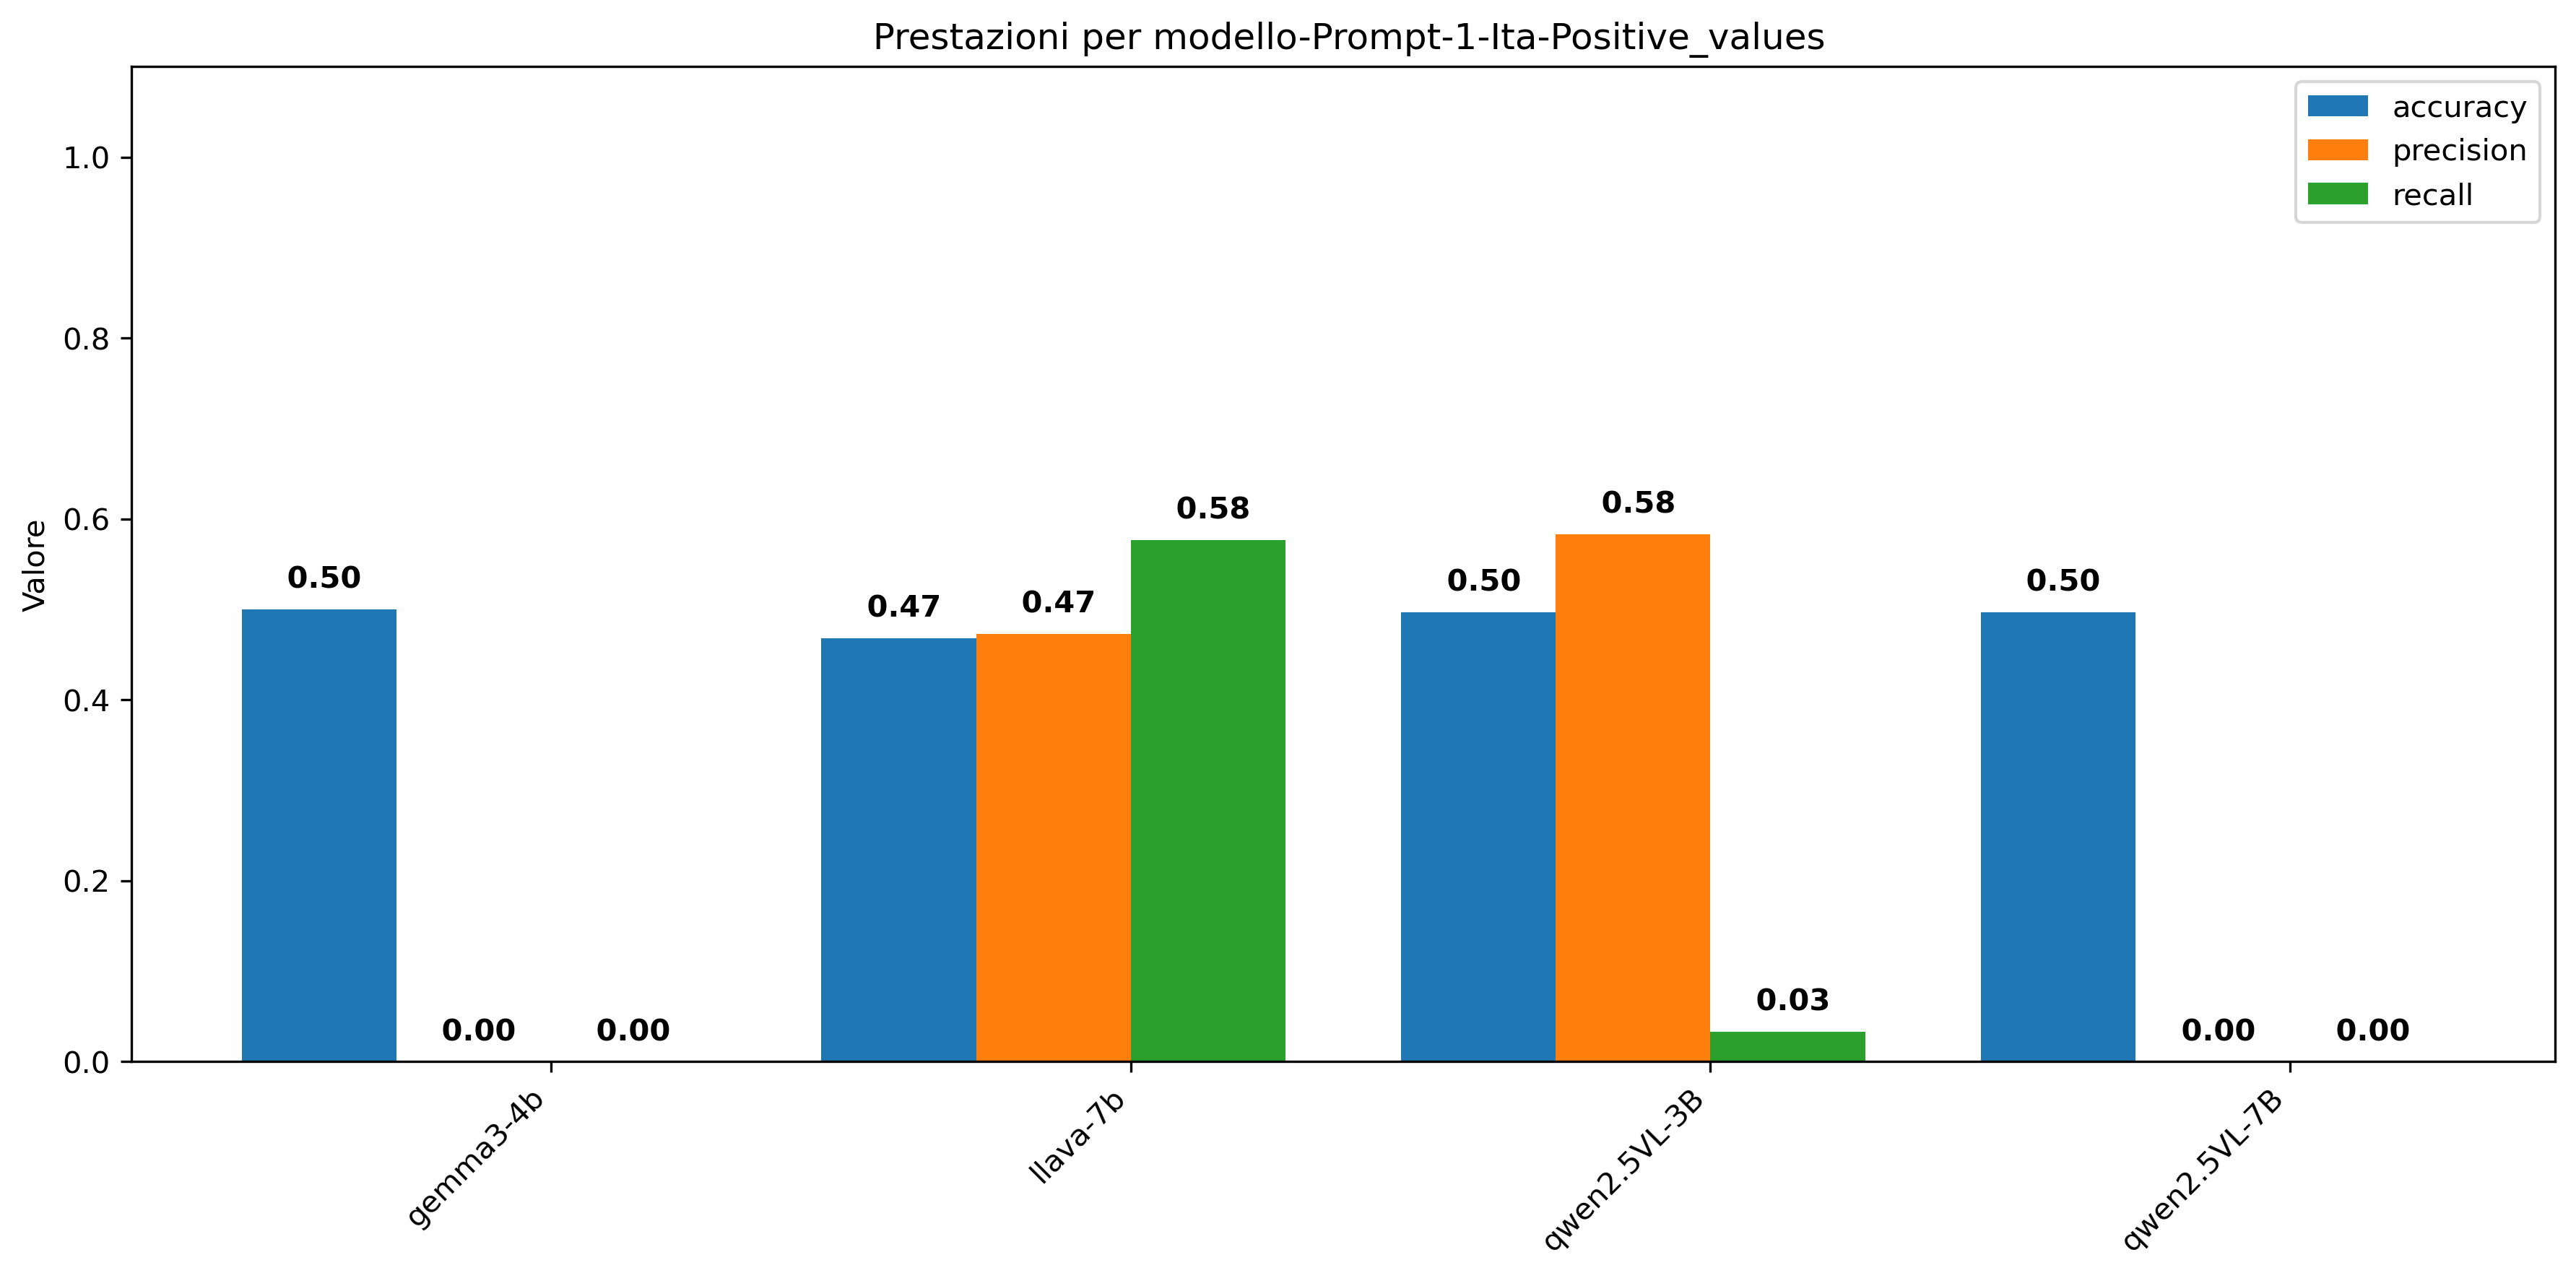 Prestazioni per modello-Prompt-1-Ita-Positive_values
accuracy
precision
recall
Valore
1.0
0.8
0.6
0.4
0.2
0.0
0.50
0.00
0.00
0.47
0.47
0.58
0.50
0.58
0.03
0.50
0.00
0.00
gemma3-4b
llava-7b
qwen2.5VL-3B
qwen2.5VL-7B